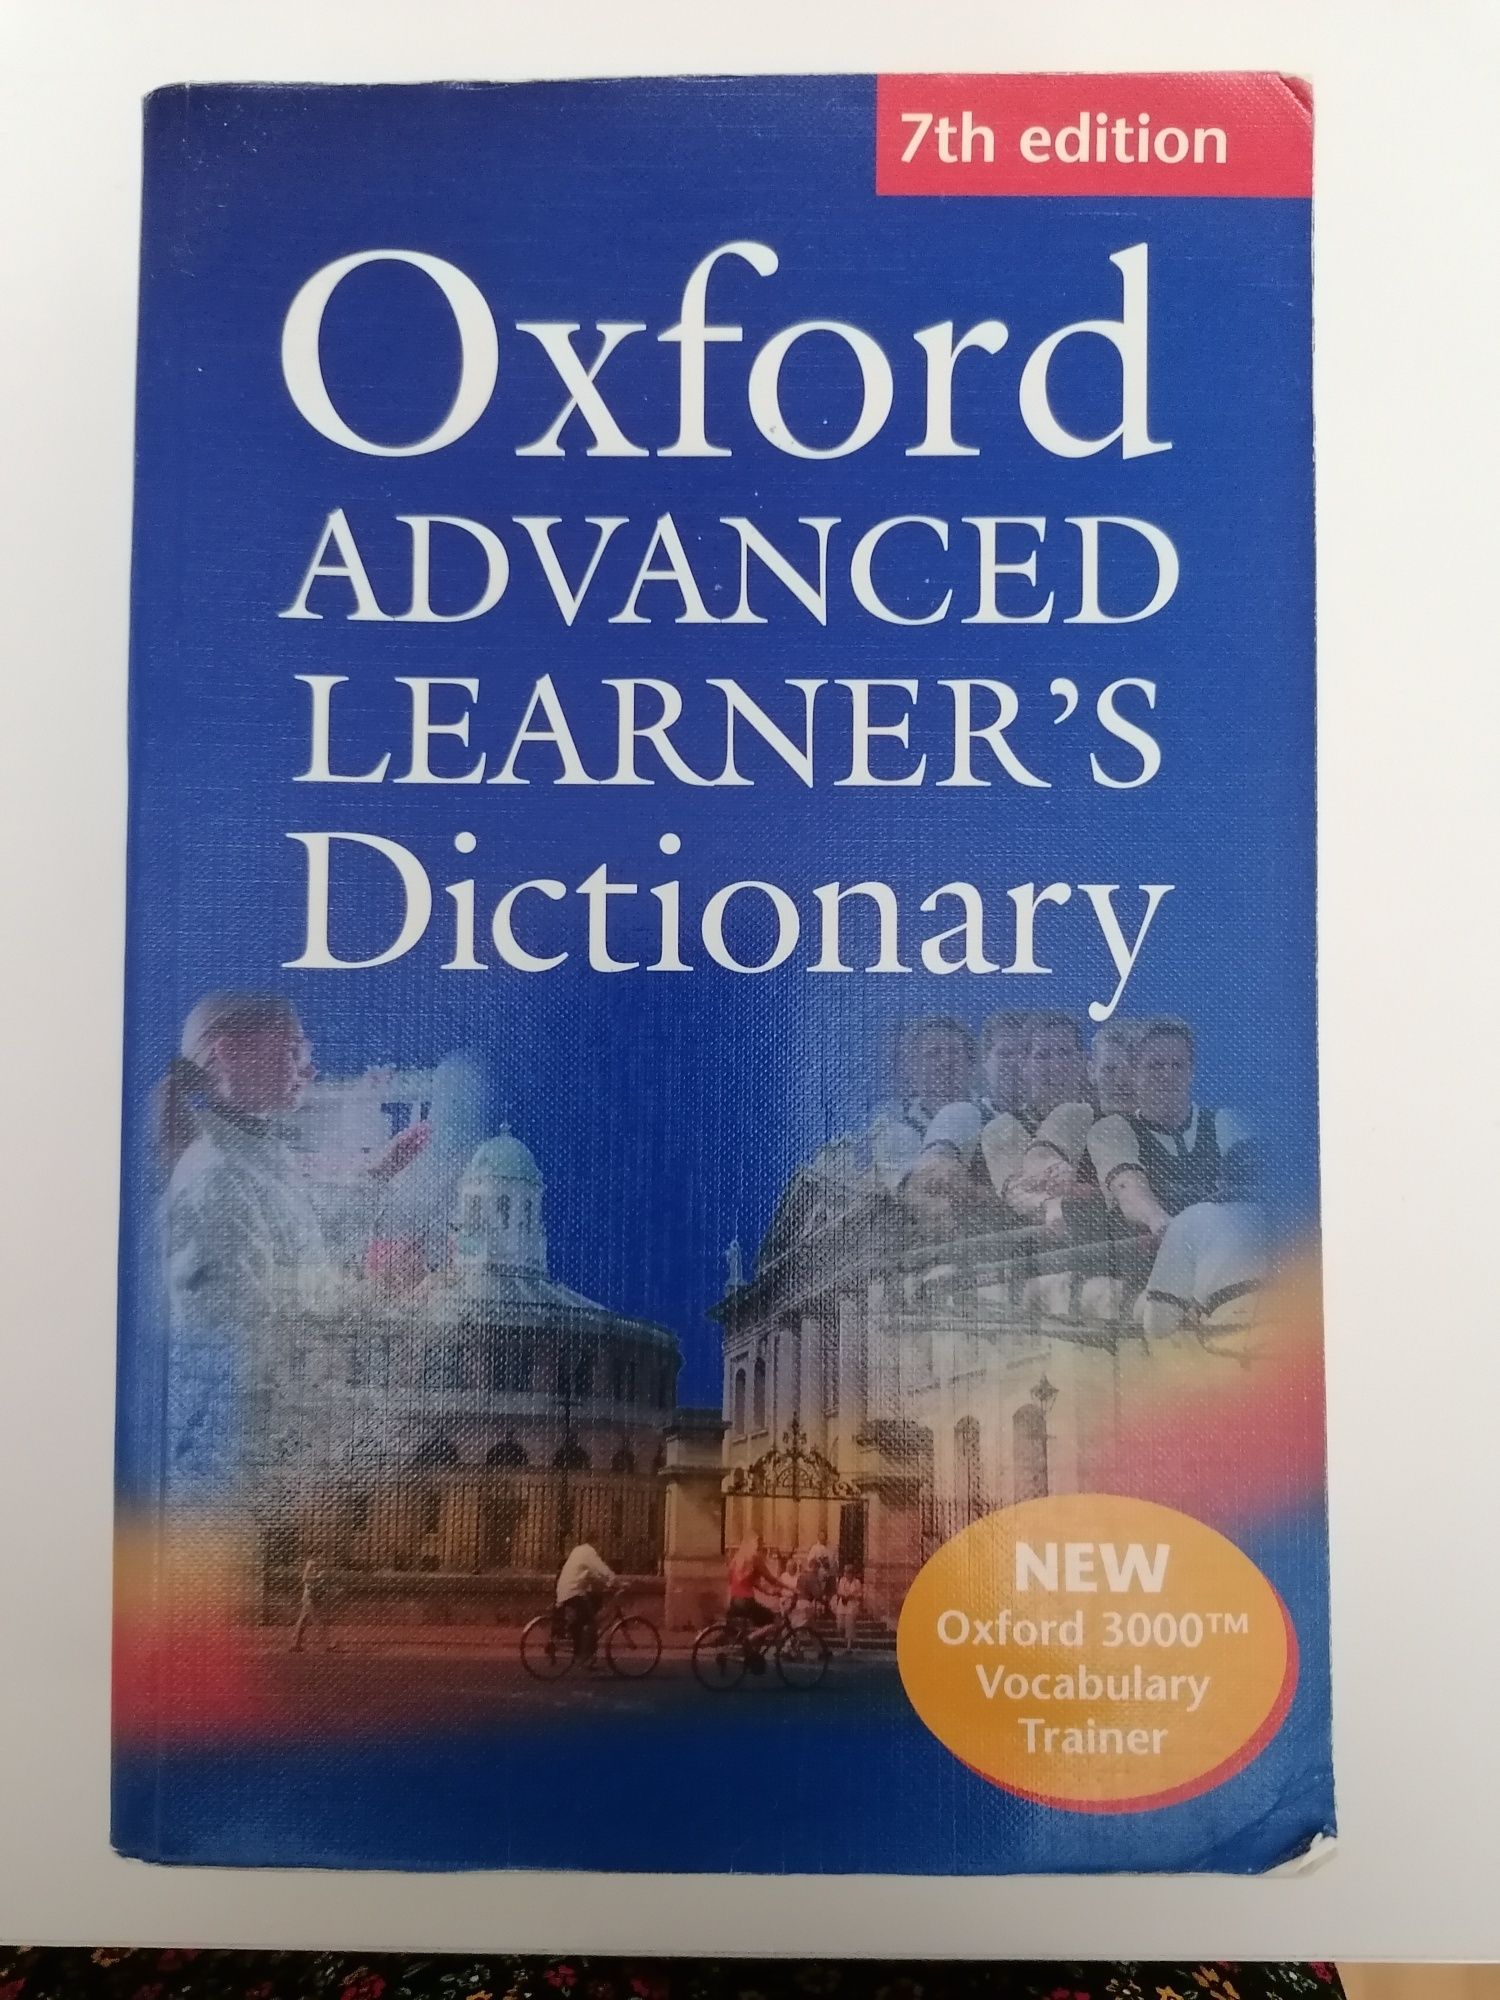 7th edition
Oxford
ADVANCED
LEARNER’S
Dictionary
NEW
Oxford 3000™
Vocabulary
Trainer